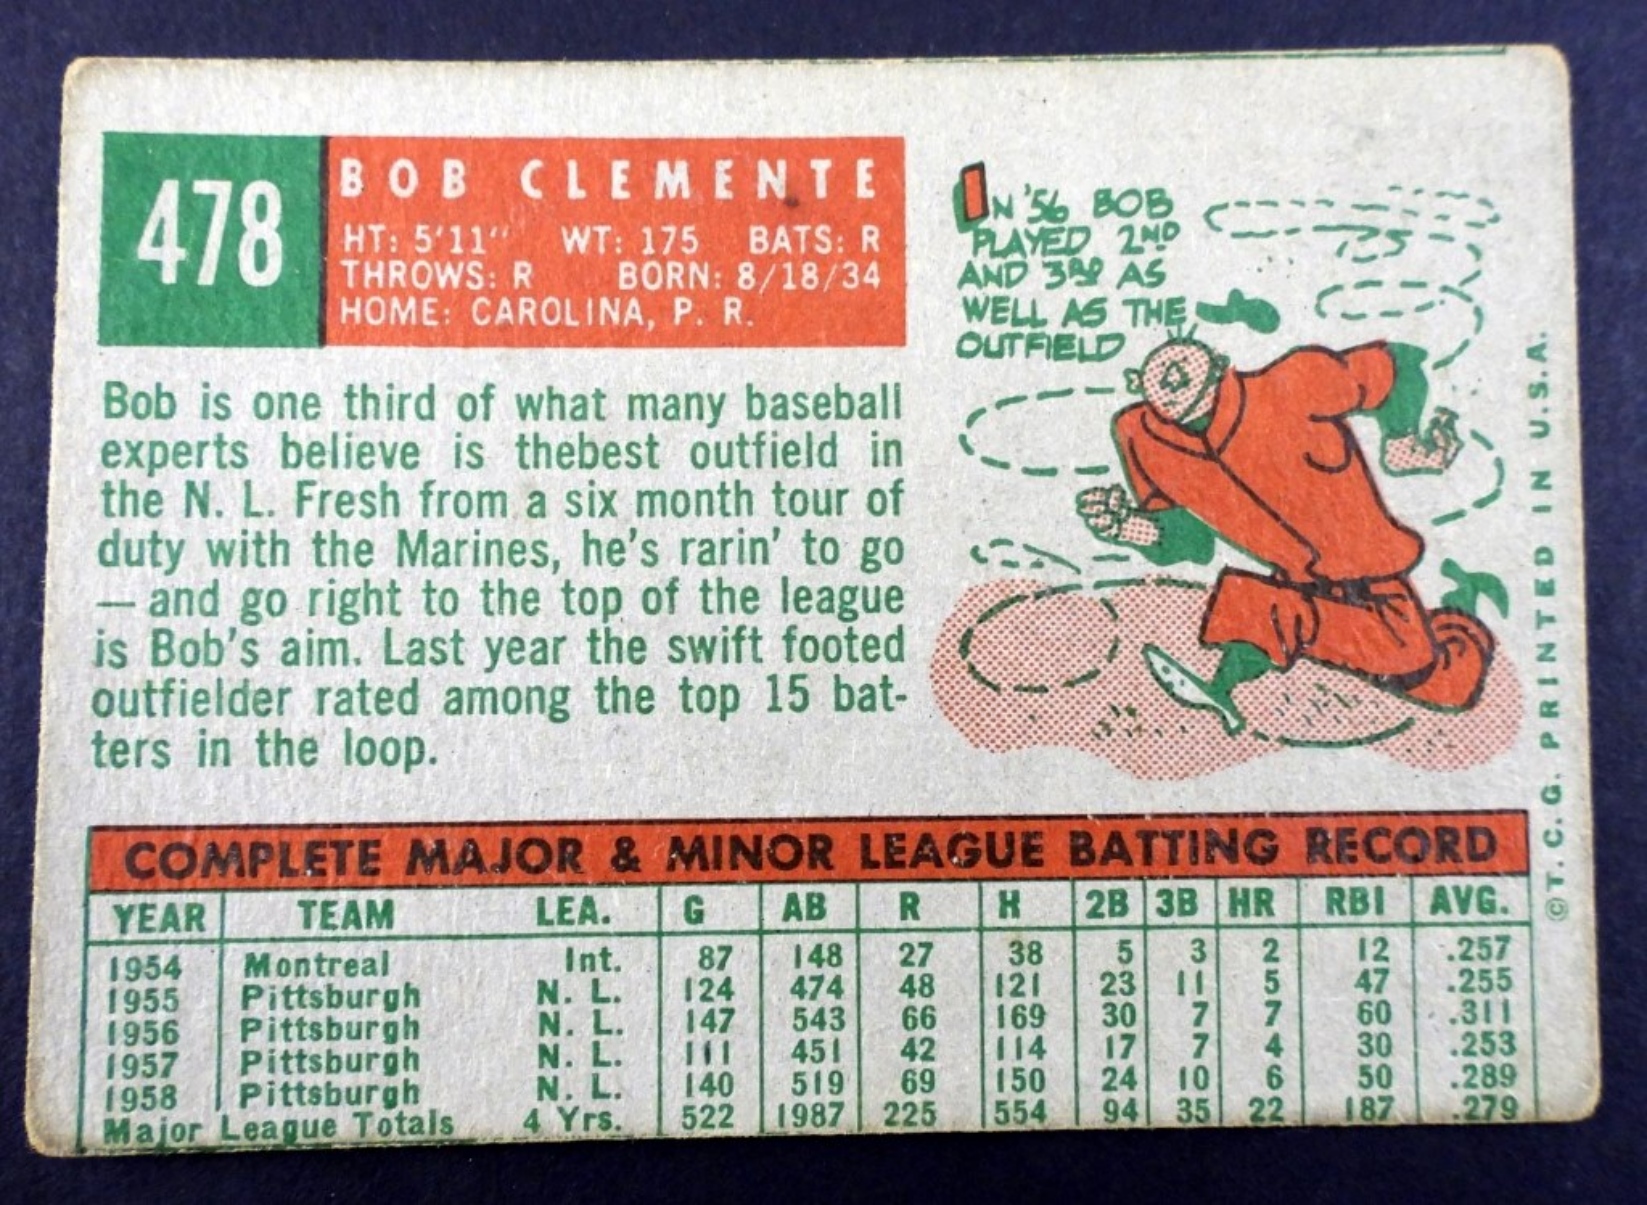 478
BOB CLEMENTE
HT: 5'11" WT: 175 BATS: R
THROWS: R BORN: 8/18/34
HOME: CAROLINA, P. R.
Bob is one third of what many baseball
experts believe is thebest outfield in
the N. L. Fresh from a six month tour of
duty with the Marines, he's rarin' to go
— and go right to the top of the league
is Bob's aim. Last year the swift footed
outfielder rated among the top 15 bat-
ters in the loop.
IN '56 BOB
PLAYED 2ND
AND 3RD AS
WELL AS THE
OUTFIELD
COMPLETE MAJOR & MINOR LEAGUE BATTING RECORD
YEAR TEAM LEA. G AB R H 2B 3B HR RBI AVG.
1954 Montreal Int. 87 148 27 38 5 3 2 12 .257
1955 Pittsburgh N. L. 124 474 48 121 23 11 5 47 .255
1956 Pittsburgh N. L. 147 543 66 169 30 7 7 60 .311
1957 Pittsburgh N. L. 111 451 42 114 17 7 4 30 .253
1958 Pittsburgh N. L. 140 519 69 150 24 10 6 50 .289
Major League Totals 4 Yrs. 522 1987 225 554 94 35 22 187 .279
© T. C. G. PRINTED IN U.S.A.